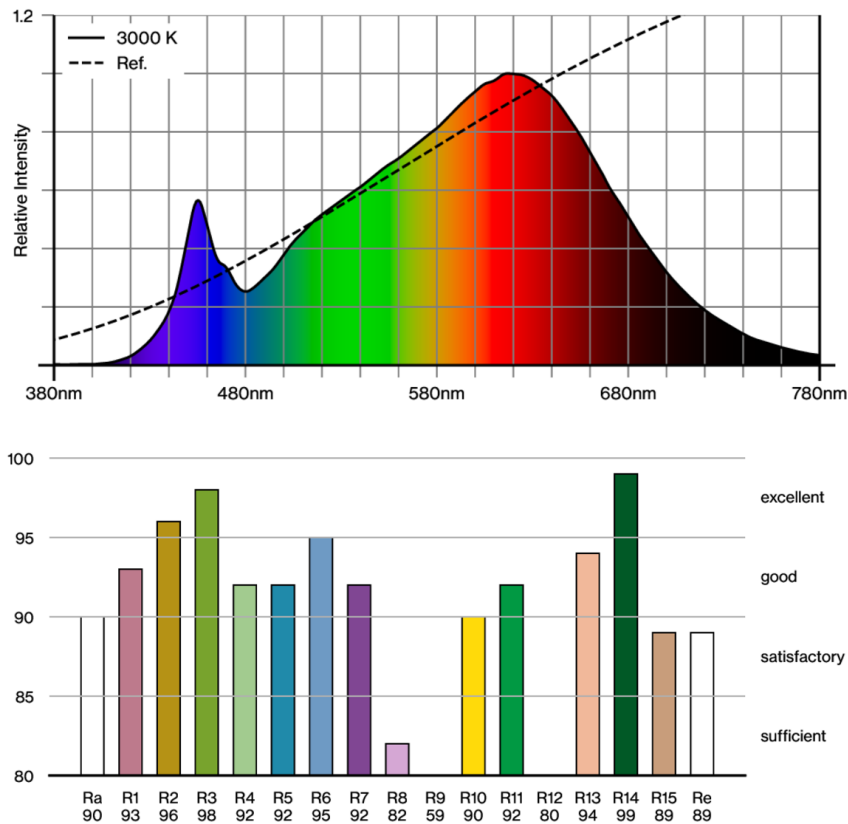 1.2
3000 K
Ref.
Relative Intensity
380nm 480nm 580nm 680nm 780nm
100
excellent
95
good
90
satisfactory
85
sufficient
80
Ra R1 R2 R3 R4 R5 R6 R7 R8 R9 R10 R11 R12 R13 R14 R15 Re
90 93 96 98 92 92 95 92 82 59 90 92 80 94 99 89 89